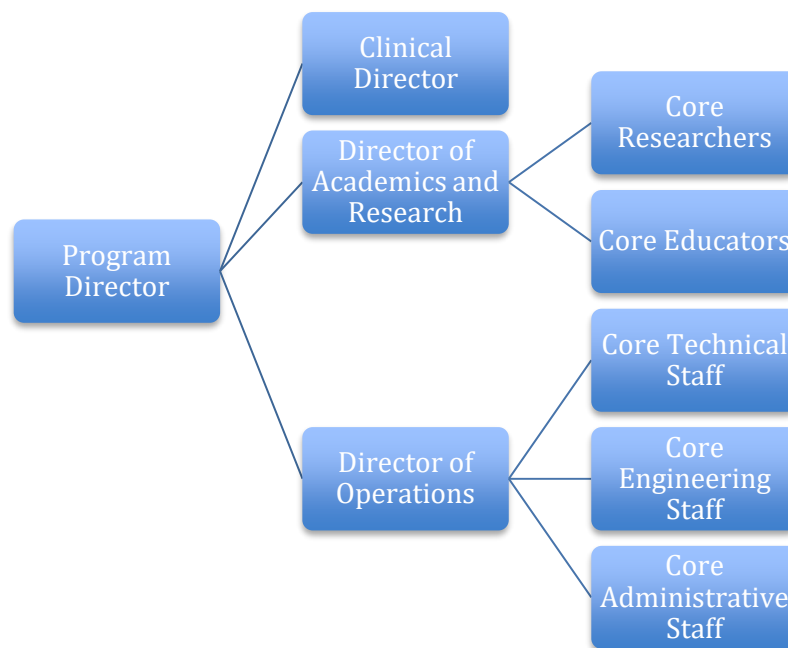 Clinical
Director
Core
Researchers
Director of
Academics and
Research
Core Educators
Program
Director
Core Technical
Staff
Director of
Operations
Core
Engineering
Staff
Core
Administrative
Staff